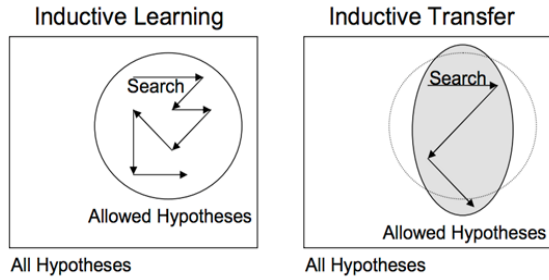 Inductive Learning
Search
Allowed Hypotheses
All Hypotheses
Inductive Transfer
Search
Allowed Hypotheses
All Hypotheses